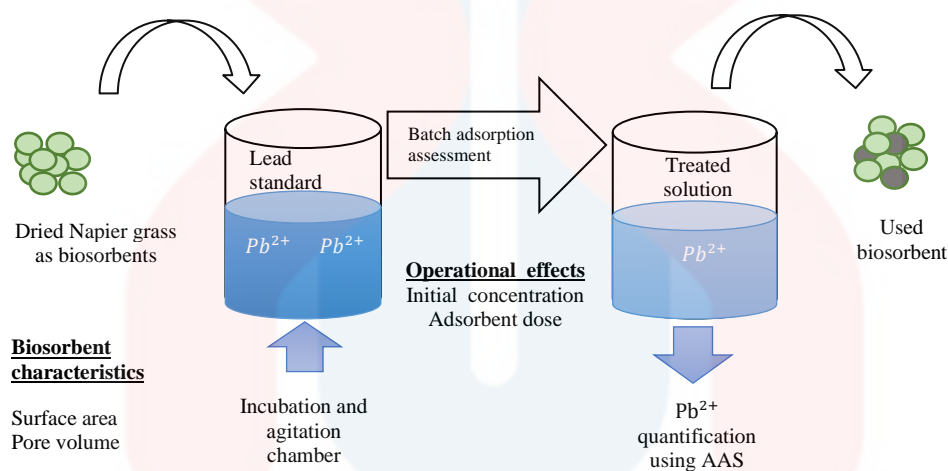 Dried Napier grass
as biosorbents
Lead
standard
Pb²⁺ Pb²⁺
Batch adsorption
assessment
Treated
solution
Pb²⁺
Used
biosorbent
Operational effects
Initial concentration
Adsorbent dose
Biosorbent
characteristics
Surface area
Pore volume
Incubation and
agitation
chamber
Pb²⁺
quantification
using AAS